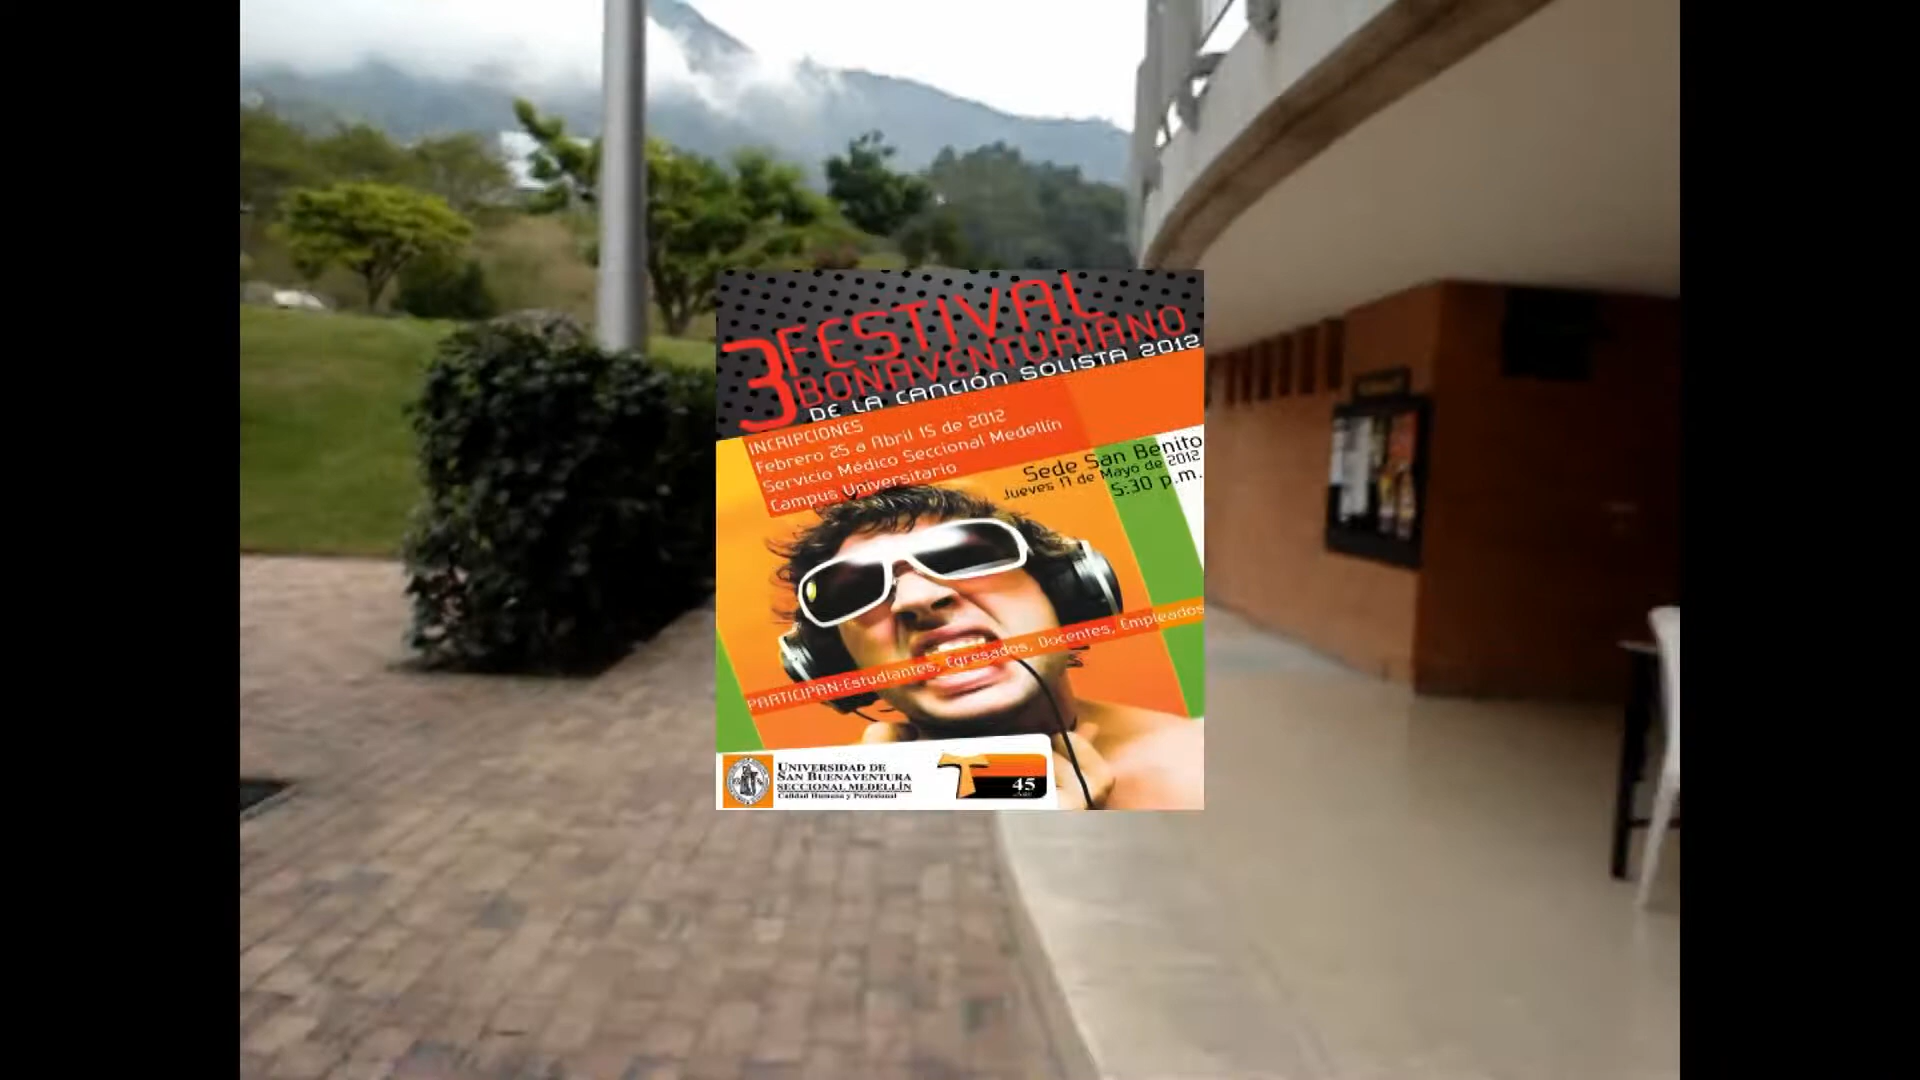 3 FESTIVAL
BONAVENTURIANO
DE LA CANCIÓN SOLISTA 2012
INCRIPCIONES
Febrero 25 a Abril 15 de 2012
Servicio Médico Seccional Medellín
Campus Universitario
Sede San Benito
Jueves 17 de Mayo de 2012
5:30 p.m.
PARTICIPAN:Estudiantes, Egresados, Docentes, Empleados
UNIVERSIDAD DE
SAN BUENAVENTURA
SECCIONAL MEDELLÍN
Calidad Humana y Profesional
45